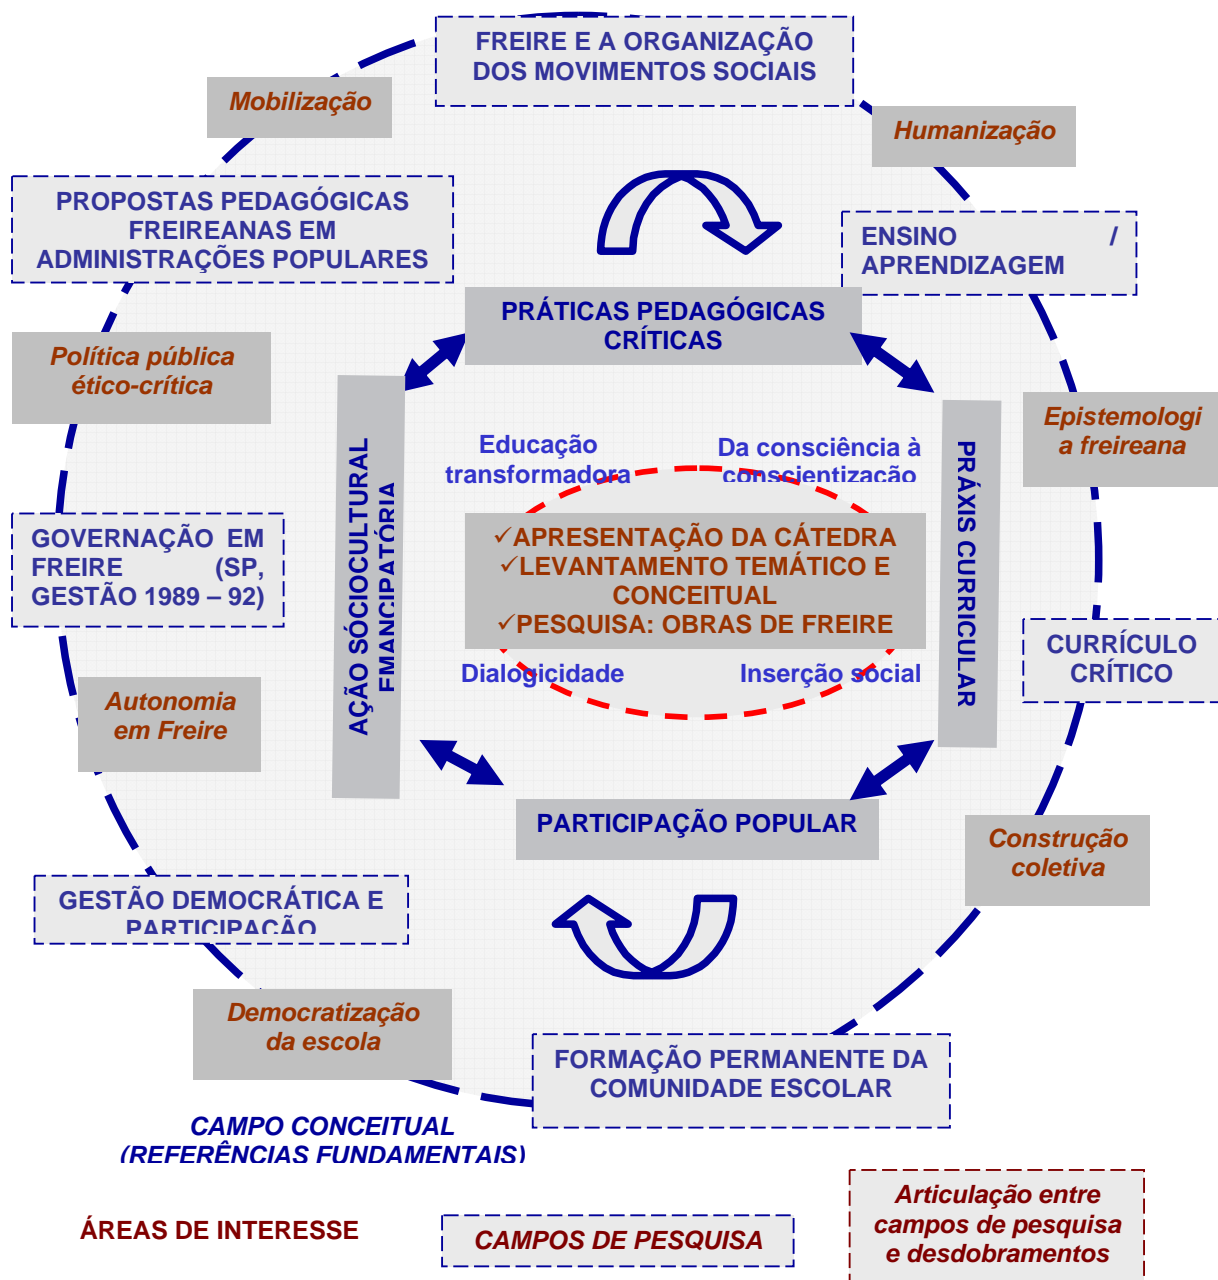 FREIRE E A ORGANIZAÇÃO
DOS MOVIMENTOS SOCIAIS
Mobilização
Humanização
PROPOSTAS PEDAGÓGICAS
FREIREANAS EM
ADMINISTRAÇÕES POPULARES
ENSINO /
APRENDIZAGEM
PRÁTICAS PEDAGÓGICAS
CRÍTICAS
Política pública
ético-crítica
Epistemologi
a freireana
AÇÃO SÓCIOCULTURAL
EMANCIPATÓRIA
PRÁXIS CURRICULAR
Educação
transformadora
Da consciência à
conscientização
✓APRESENTAÇÃO DA CÁTEDRA
✓LEVANTAMENTO TEMÁTICO E
CONCEITUAL
✓PESQUISA: OBRAS DE FREIRE
Dialogicidade
Inserção social
GOVERNAÇÃO EM
FREIRE (SP,
GESTÃO 1989 – 92)
CURRÍCULO
CRÍTICO
Autonomia
em Freire
PARTICIPAÇÃO POPULAR
Construção
coletiva
GESTÃO DEMOCRÁTICA E
PARTICIPAÇÃO
Democratização
da escola
FORMAÇÃO PERMANENTE DA
COMUNIDADE ESCOLAR
CAMPO CONCEITUAL
(REFERÊNCIAS FUNDAMENTAIS)
ÁREAS DE INTERESSE
CAMPOS DE PESQUISA
Articulação entre
campos de pesquisa
e desdobramentos